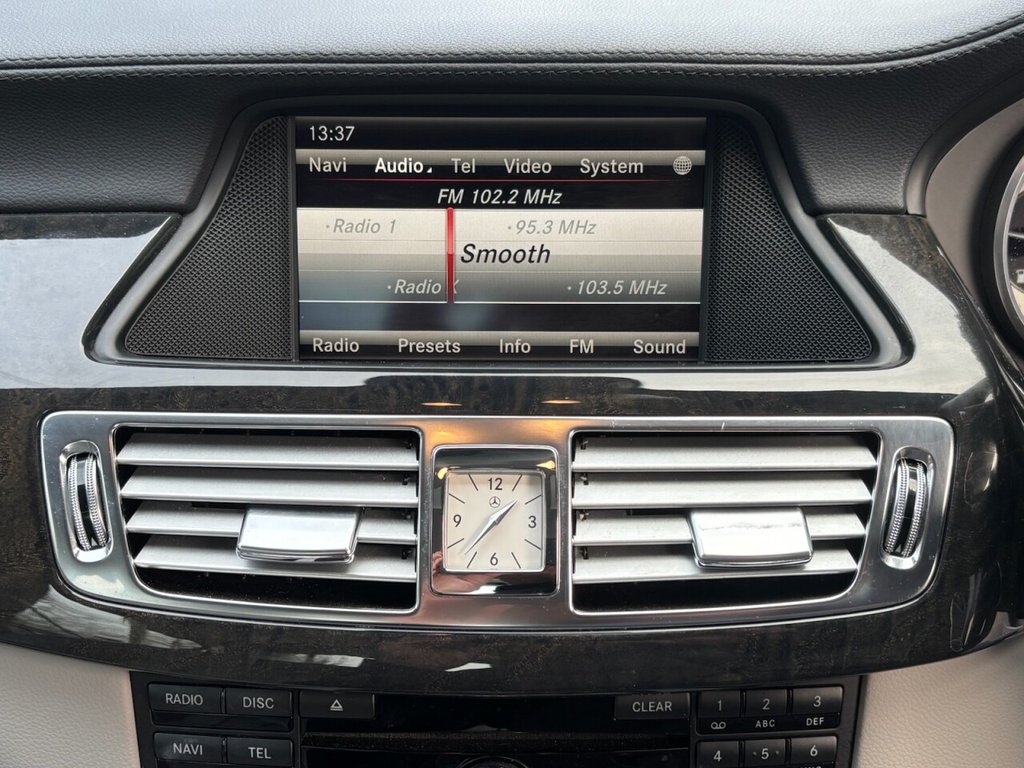 13:37
Navi Audio Tel Video System
FM 102.2 MHz
·Radio 1 ·95.3 MHz
Smooth
·Radio X ·103.5 MHz
Radio Presets Info FM Sound
12
9 3
6
RADIO DISC CLEAR 1 2 3
ABC DEF
NAVI TEL 4 5 6